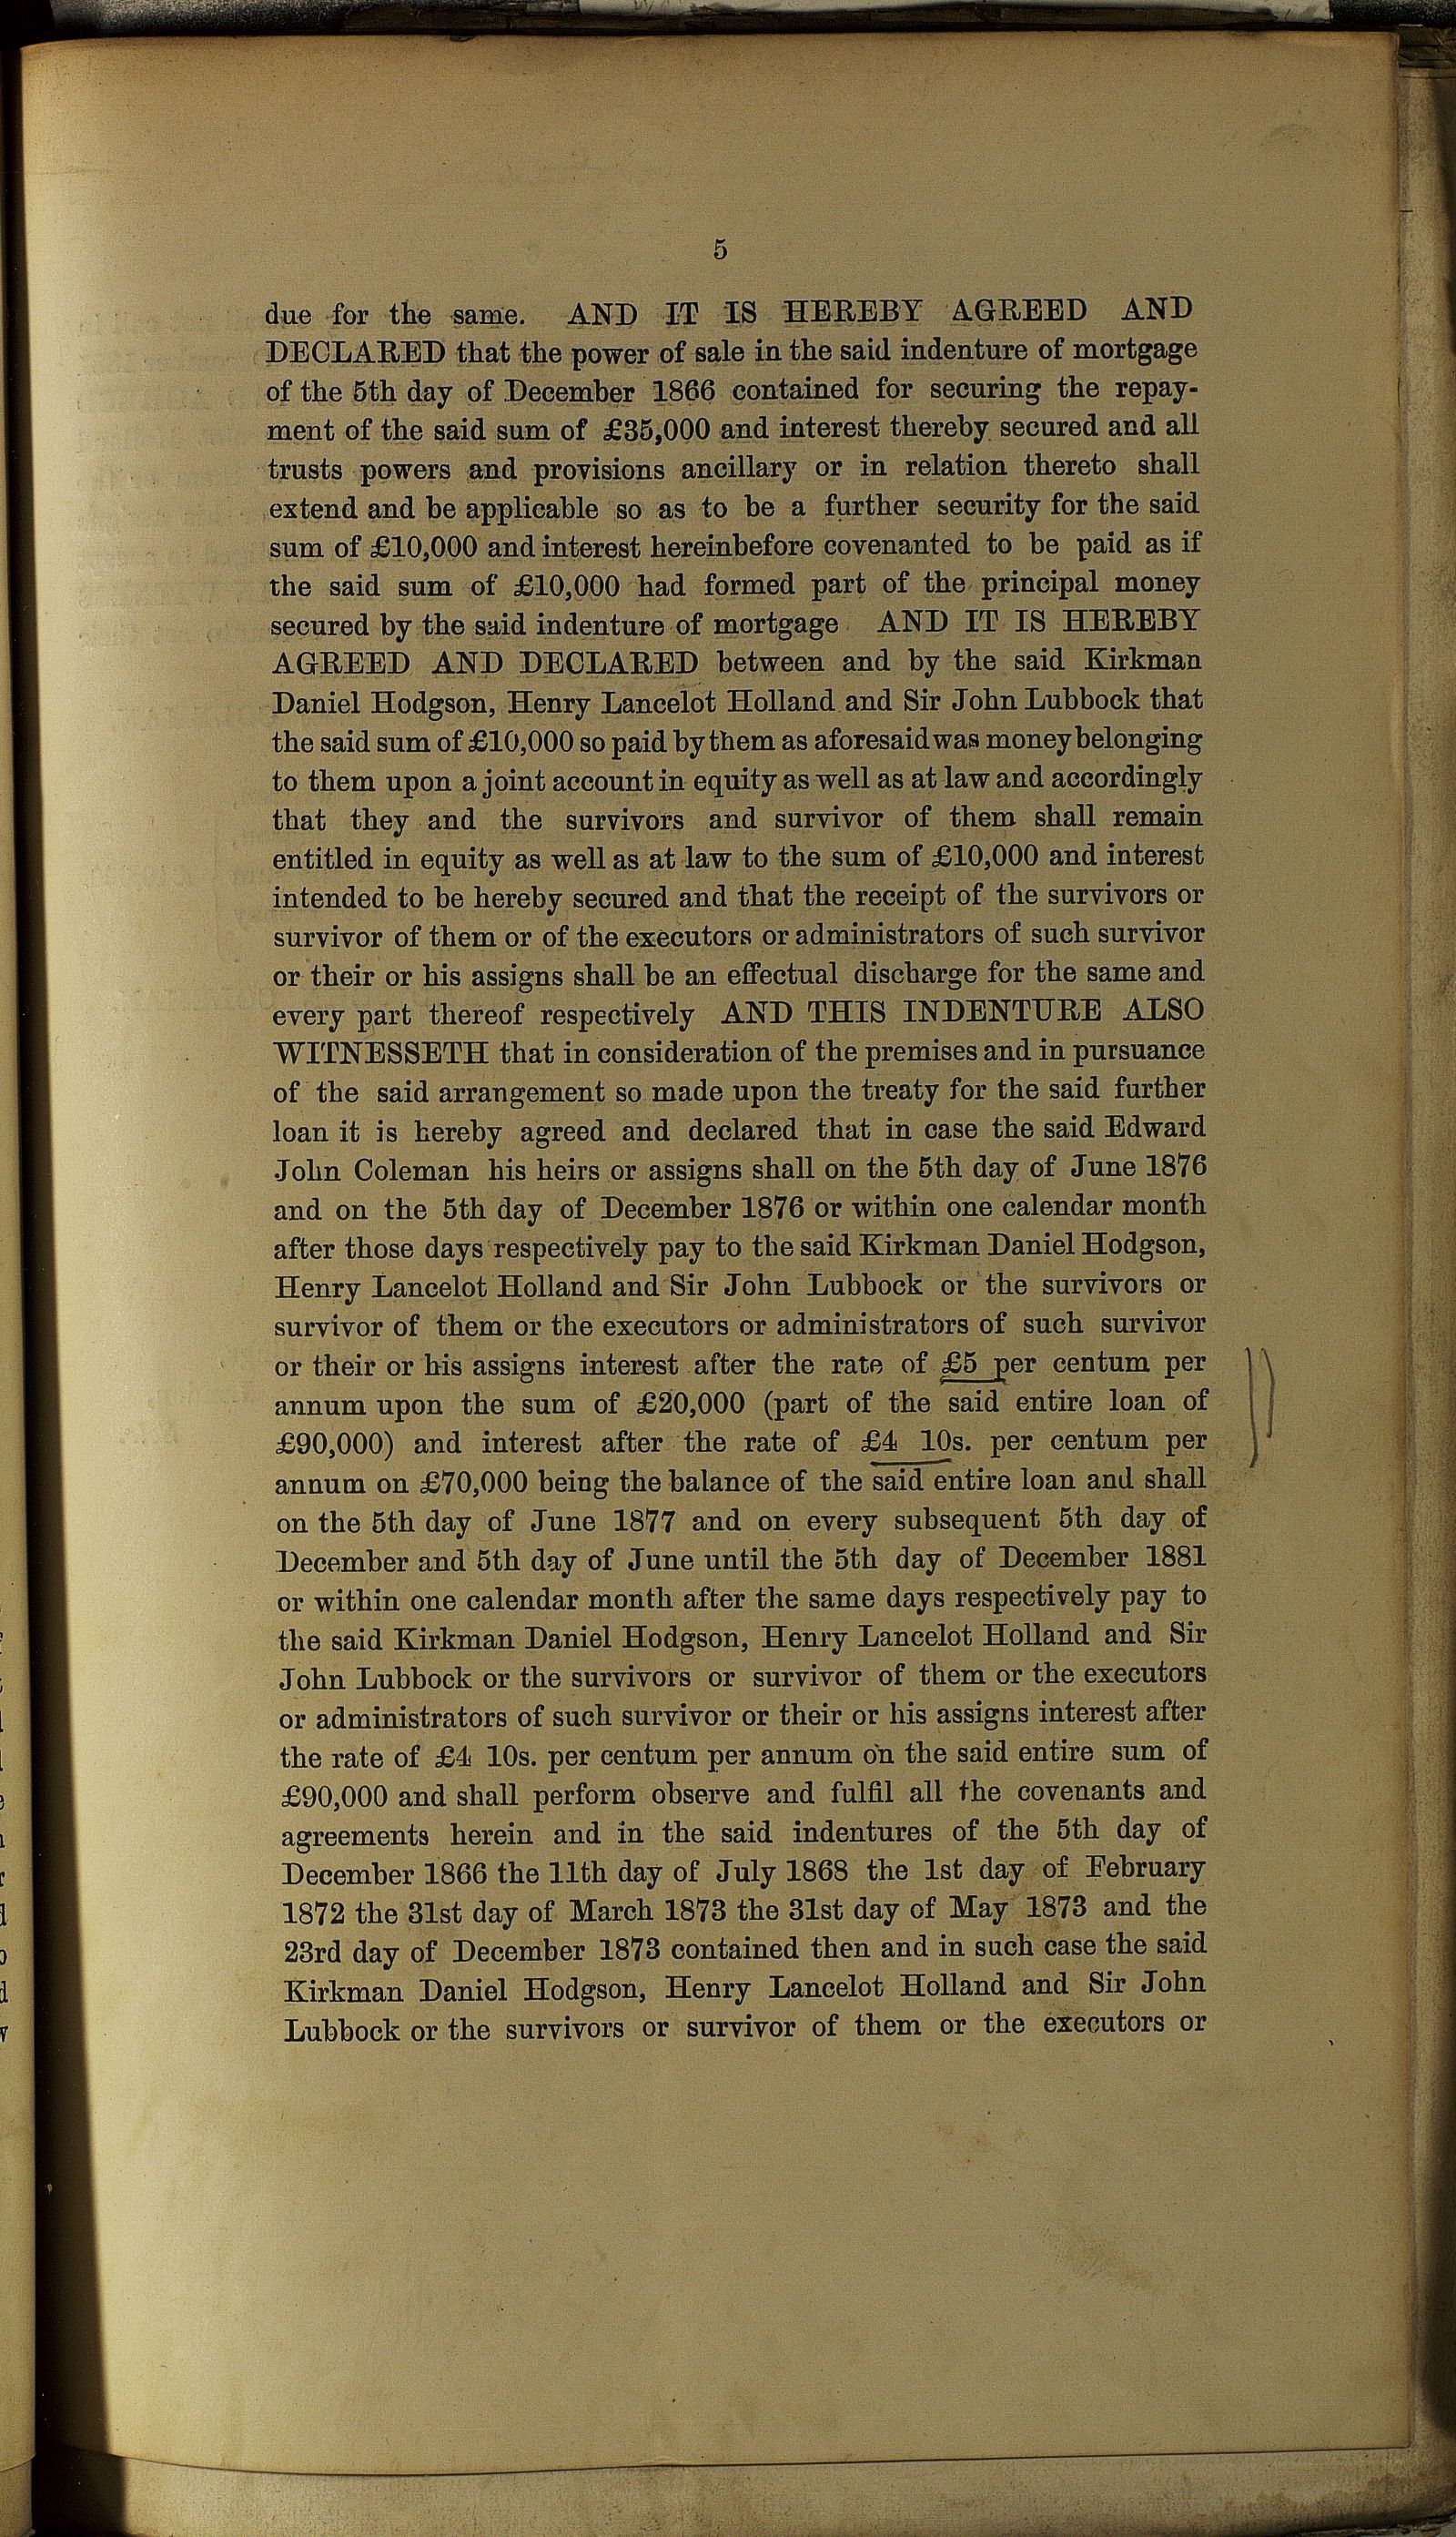 5
due for the same. AND IT IS HEREBY AGREED AND
DECLARED that the power of sale in the said indenture of mortgage
of the 5th day of December 1866 contained for securing the repay-
ment of the said sum of £35,000 and interest thereby secured and all
trusts powers and provisions ancillary or in relation thereto shall
extend and be applicable so as to be a further security for the said
sum of £10,000 and interest hereinbefore covenanted to be paid as if
the said sum of £10,000 had formed part of the principal money
secured by the said indenture of mortgage AND IT IS HEREBY
AGREED AND DECLARED between and by the said Kirkman
Daniel Hodgson, Henry Lancelot Holland and Sir John Lubbock that
the said sum of £10,000 so paid by them as aforesaid was money belonging
to them upon a joint account in equity as well as at law and accordingly
that they and the survivors and survivor of them shall remain
entitled in equity as well as at law to the sum of £10,000 and interest
intended to be hereby secured and that the receipt of the survivors or
survivor of them or of the executors or administrators of such survivor
or their or his assigns shall be an effectual discharge for the same and
every part thereof respectively AND THIS INDENTURE ALSO
WITNESSETH that in consideration of the premises and in pursuance
of the said arrangement so made upon the treaty for the said further
loan it is hereby agreed and declared that in case the said Edward
John Coleman his heirs or assigns shall on the 5th day of June 1876
and on the 5th day of December 1876 or within one calendar month
after those days respectively pay to the said Kirkman Daniel Hodgson,
Henry Lancelot Holland and Sir John Lubbock or the survivors or
survivor of them or the executors or administrators of such survivor
or their or his assigns interest after the rate of £5 per centum per
annum upon the sum of £20,000 (part of the said entire loan of
£90,000) and interest after the rate of £4 10s. per centum per
annum on £70,000 being the balance of the said entire loan and shall
on the 5th day of June 1877 and on every subsequent 5th day of
December and 5th day of June until the 5th day of December 1881
or within one calendar month after the same days respectively pay to
the said Kirkman Daniel Hodgson, Henry Lancelot Holland and Sir
John Lubbock or the survivors or survivor of them or the executors
or administrators of such survivor or their or his assigns interest after
the rate of £4 10s. per centum per annum on the said entire sum of
£90,000 and shall perform observe and fulfil all the covenants and
agreements herein and in the said indentures of the 5th day of
December 1866 the 11th day of July 1868 the 1st day of February
1872 the 31st day of March 1873 the 31st day of May 1873 and the
23rd day of December 1873 contained then and in such case the said
Kirkman Daniel Hodgson, Henry Lancelot Holland and Sir John
Lubbock or the survivors or survivor of them or the executors or